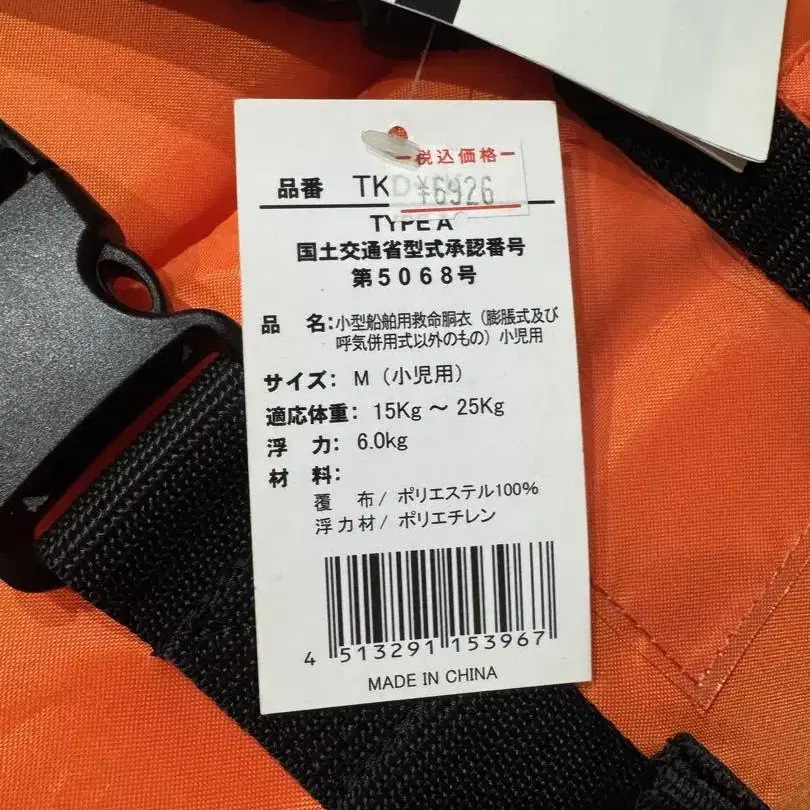 税込価格
¥6926
品番 TKD
TYPE A
国土交通省型式承認番号
第5068号
品 名:小型船舶用救命胴衣（膨脹式及び
呼気併用式以外のもの）小児用
サイズ: M（小児用）
適応体重: 15Kg ～ 25Kg
浮 力: 6.0kg
材 料:
覆 布/ ポリエステル100%
浮力材/ ポリエチレン
4 513291 153967
MADE IN CHINA